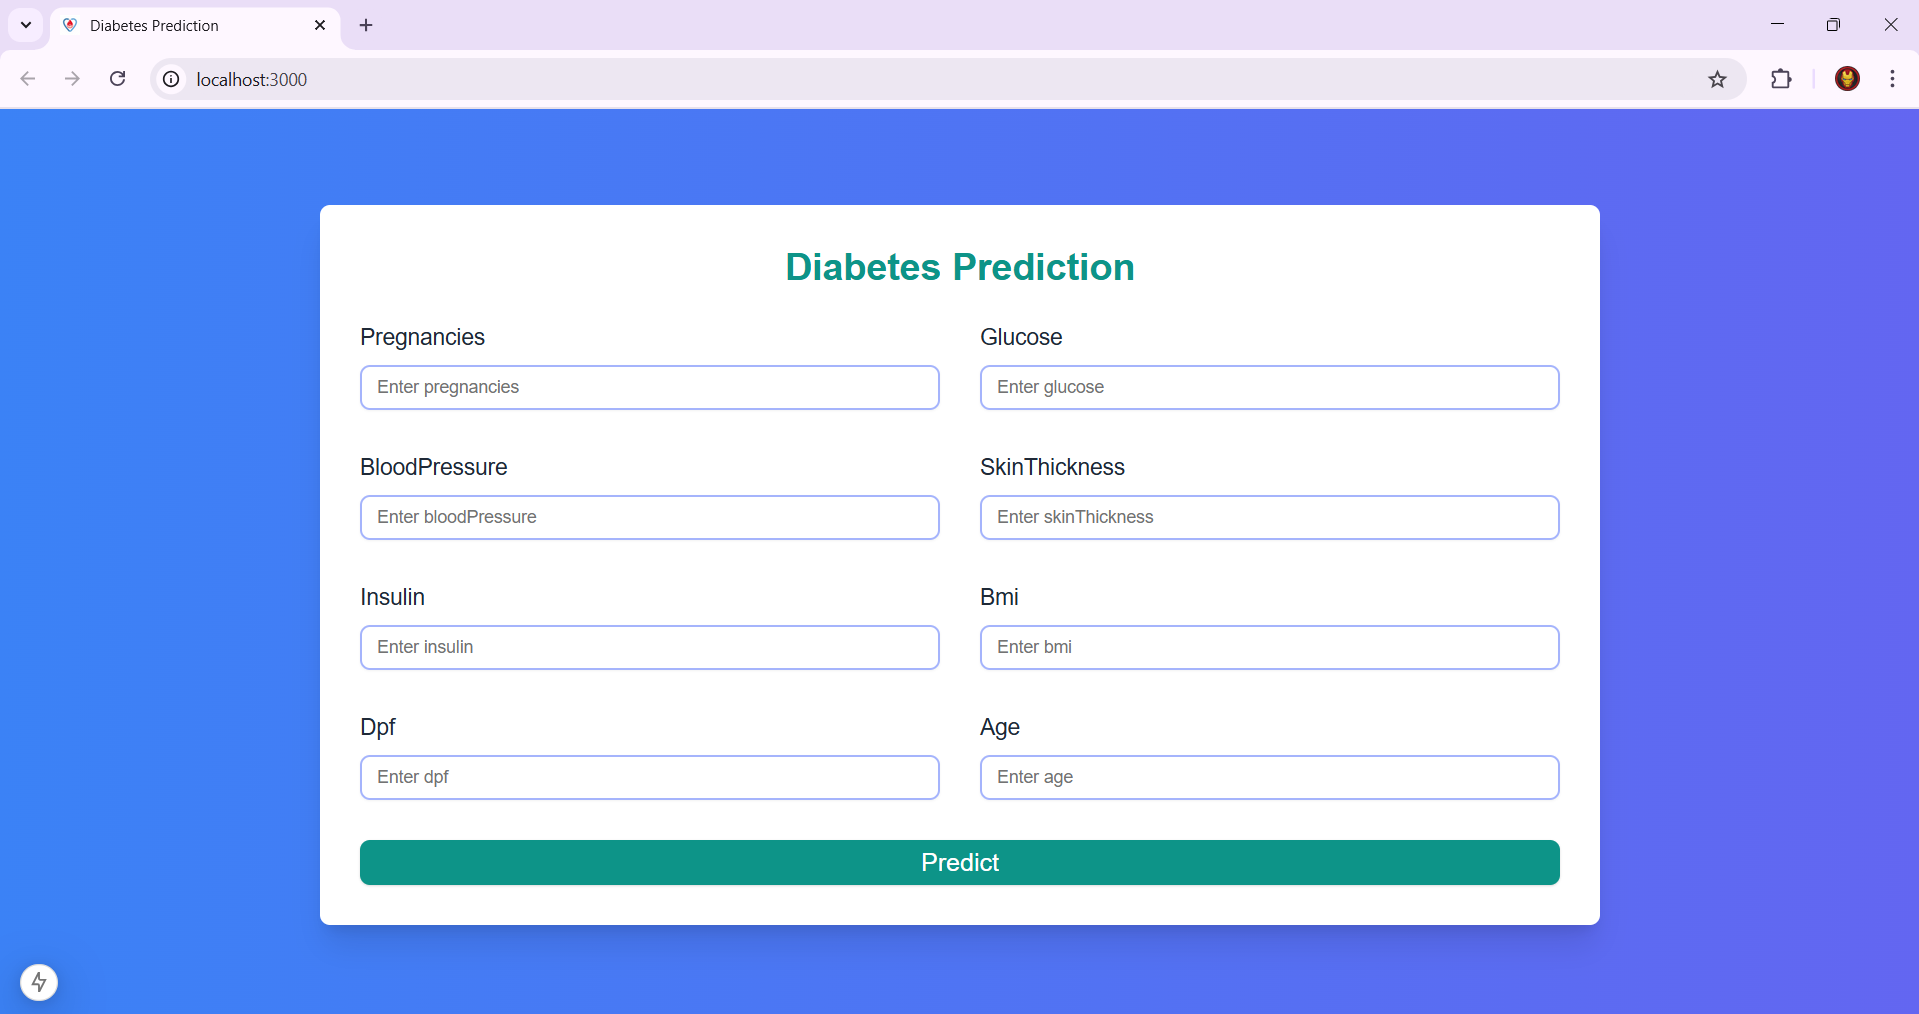 Diabetes Prediction
localhost:3000
Diabetes Prediction
Pregnancies
Glucose
Enter pregnancies
Enter glucose
BloodPressure
SkinThickness
Enter bloodPressure
Enter skinThickness
Insulin
Bmi
Enter insulin
Enter bmi
Dpf
Age
Enter dpf
Enter age
Predict